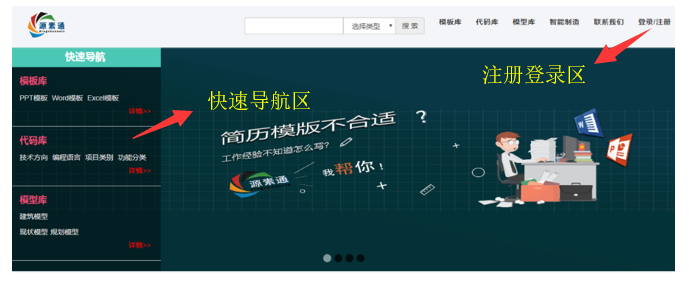 源素通
选择类型 搜 索
模板库 代码库 模型库 智能制造 联系我们 登录/注册
快速导航
模板库
PPT模板 Word模板 Excel模板
详情>>
代码库
技术方向 编程语言 项目类别 功能分类
详情>>
模型库
建筑模型
现状模型 规划模型
详情>>
快速导航区
注册登录区
简历模版不合适 ?
工作经验不知道怎么写?
我帮你!
源素通
W
P